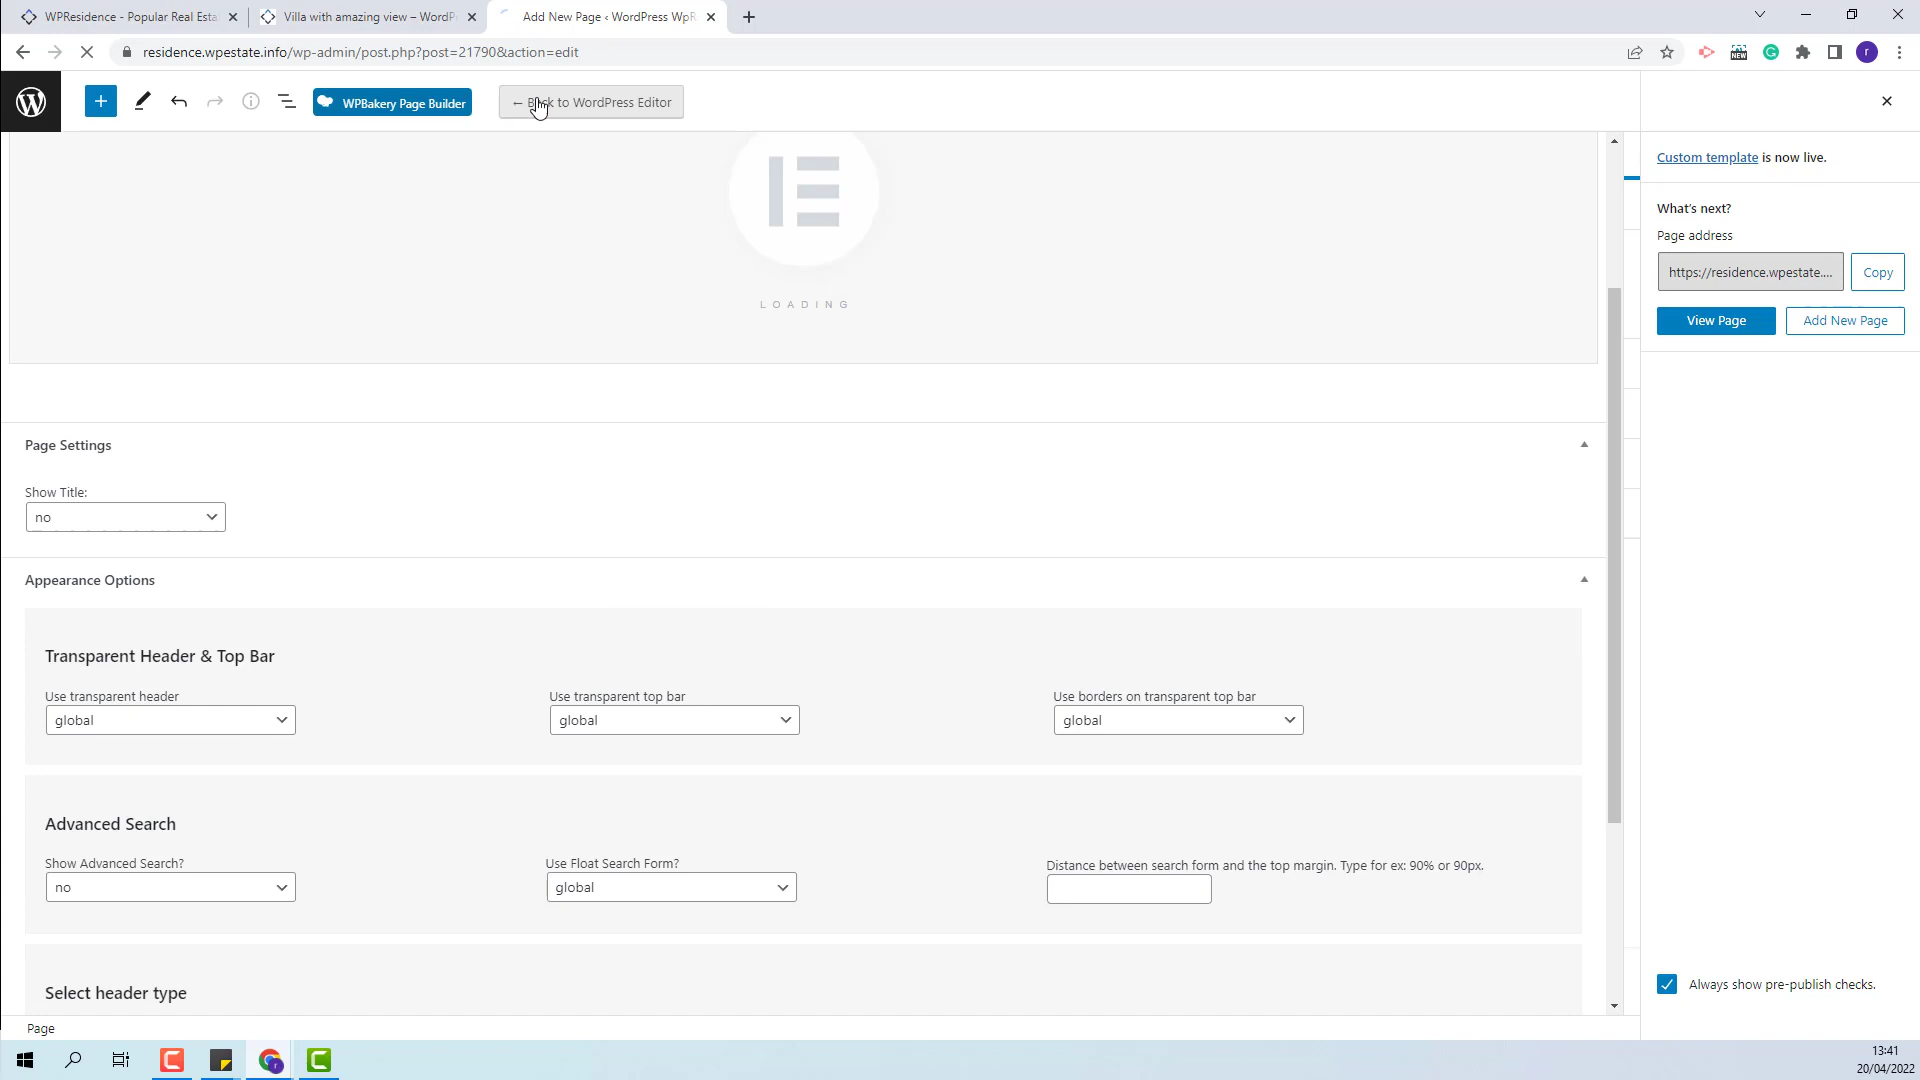 WPResidence - Popular Real Esta
Villa with amazing view – WordP
Add New Page ‹ WordPress WpR
residence.wpestate.info/wp-admin/post.php?post=21790&action=edit
NEW
r
WPBakery Page Builder
← Back to WordPress Editor
Custom template is now live.
What's next?
Page address
https://residence.wpestate....
Copy
View Page
Add New Page
LOADING
Page Settings
Show Title:
no
Appearance Options
Transparent Header & Top Bar
Use transparent header
Use transparent top bar
Use borders on transparent top bar
global
global
global
Advanced Search
Show Advanced Search?
Use Float Search Form?
Distance between search form and the top margin. Type for ex: 90% or 90px.
no
global
Select header type
Always show pre-publish checks.
Page
13:41
20/04/2022